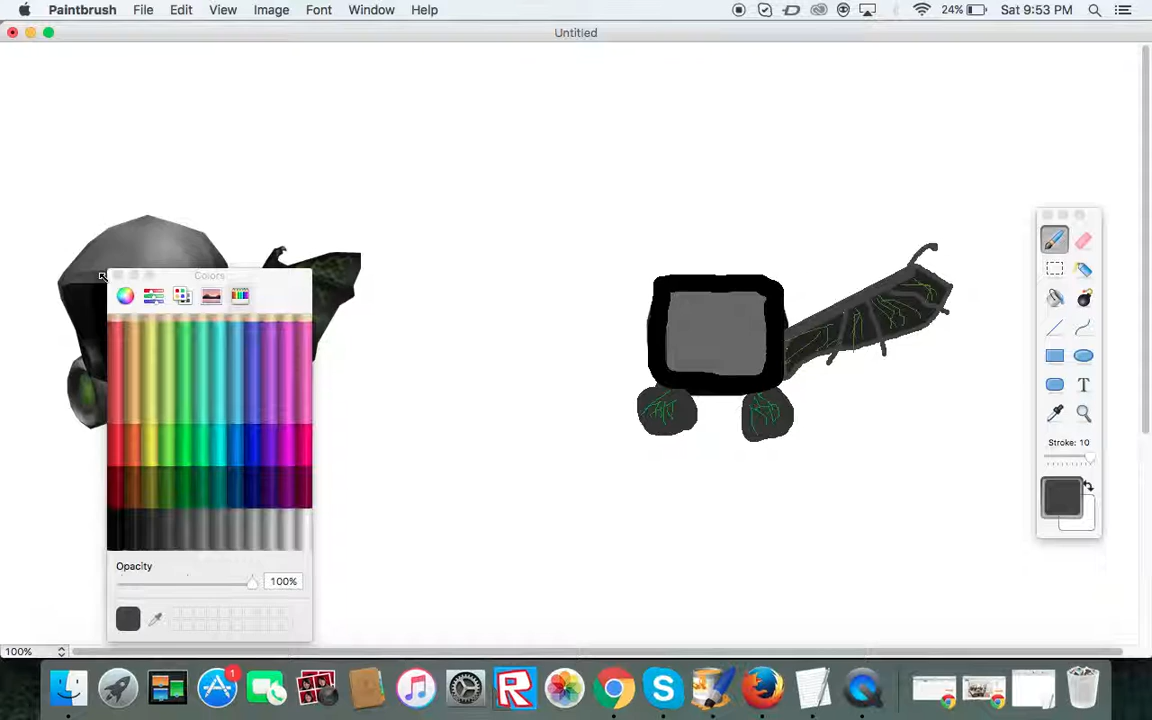 Paintbrush File Edit View Image Font Window Help 24% Sat 9:53 PM
Untitled
Colors
T
Stroke: 10
Opacity
100%
100%
1